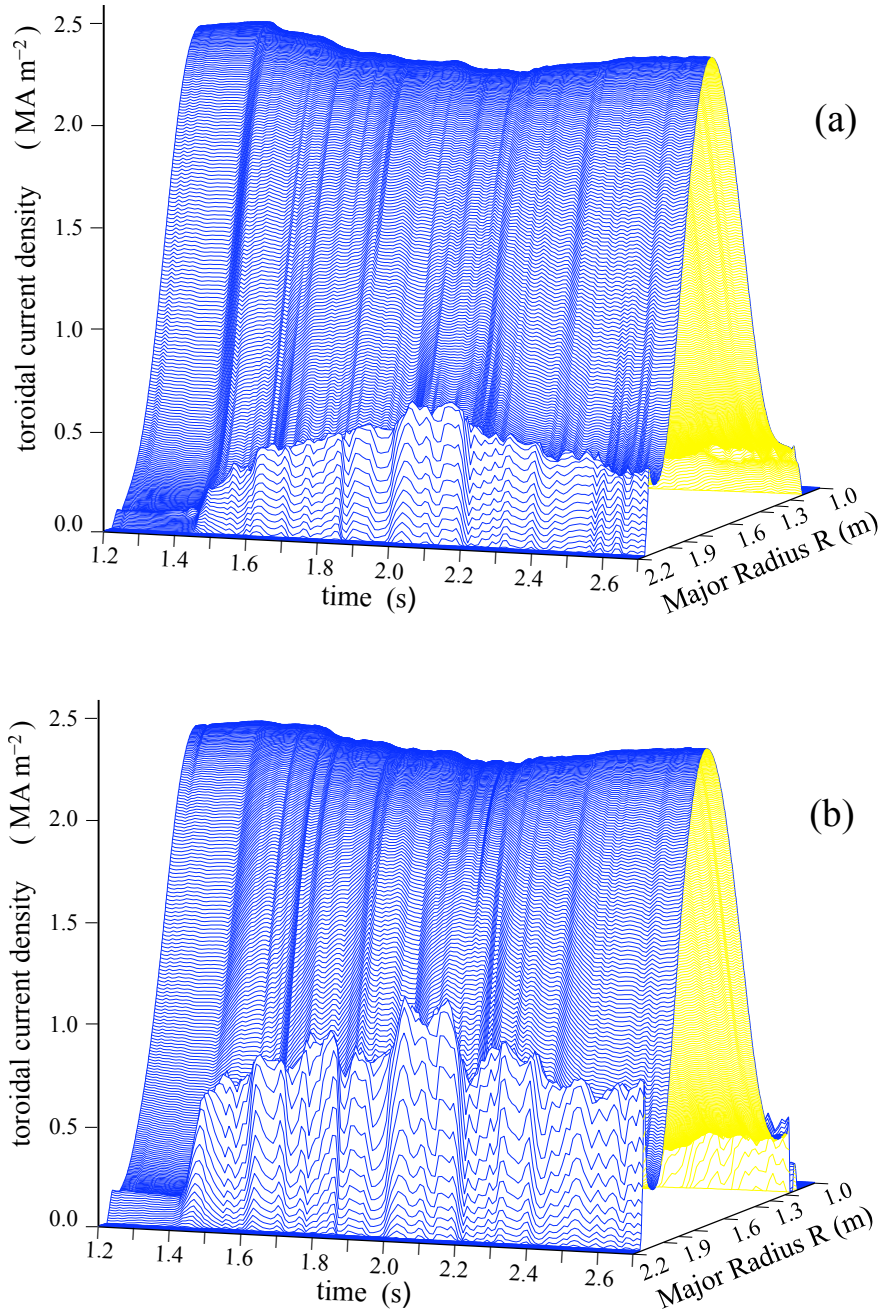 toroidal current density ( MA m−2 )
2.5
2.0
1.5
1.0
0.5
0.0
(a)
1.2 1.4 1.6 1.8 2.0 2.2 2.4 2.6
time (s)
2.2 1.9 1.6 1.3 1.0
Major Radius R (m)
toroidal current density ( MA m−2 )
2.5
2.0
1.5
1.0
0.5
0.0
(b)
1.2 1.4 1.6 1.8 2.0 2.2 2.4 2.6
time (s)
2.2 1.9 1.6 1.3 1.0
Major Radius R (m)